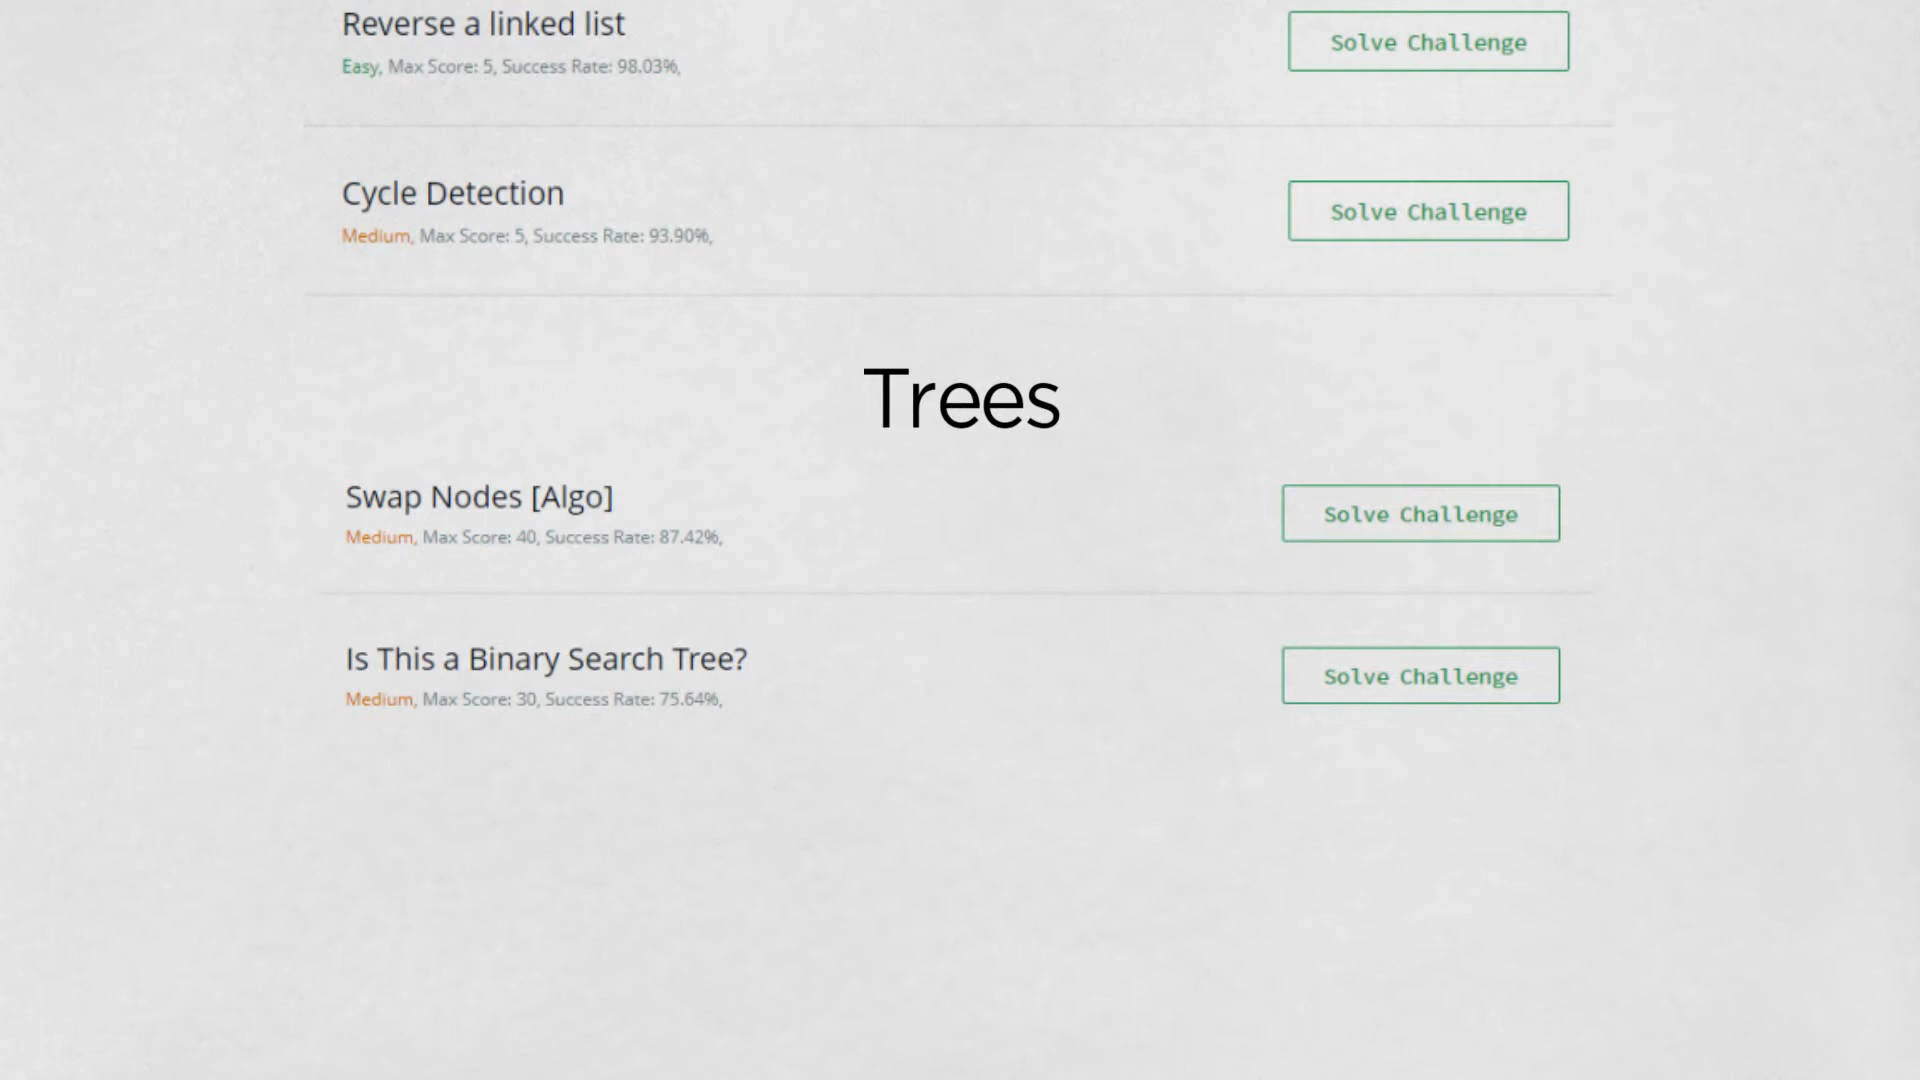 Reverse a linked list
Solve Challenge
Easy, Max Score: 5, Success Rate: 98.03%,
Cycle Detection
Solve Challenge
Medium, Max Score: 5, Success Rate: 93.90%,
Trees
Swap Nodes [Algo]
Solve Challenge
Medium, Max Score: 40, Success Rate: 87.42%,
Is This a Binary Search Tree?
Solve Challenge
Medium, Max Score: 30, Success Rate: 75.64%,